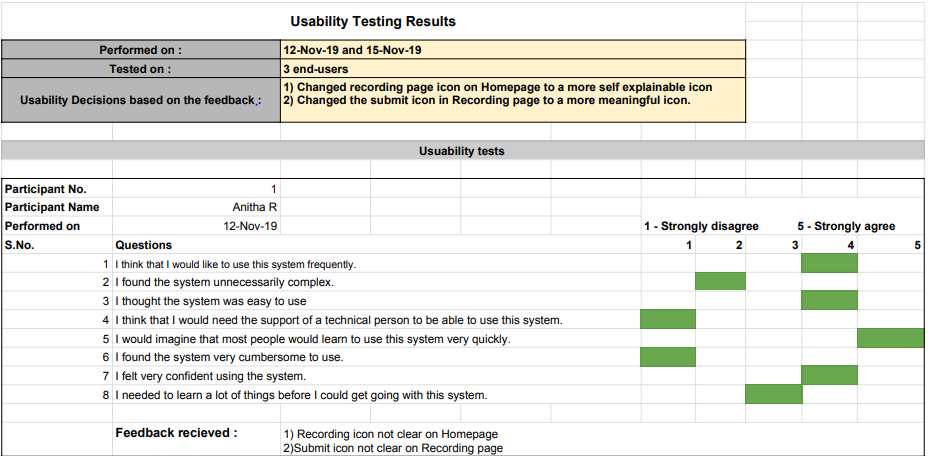 Usability Testing Results
Performed on :
12-Nov-19 and 15-Nov-19
Tested on :
3 end-users
Usability Decisions based on the feedback.:
1) Changed recording page icon on Homepage to a more self explainable icon
2) Changed the submit icon in Recording page to a more meaningful icon.
Usuability tests
Participant No. 1
Participant Name Anitha R
Performed on 12-Nov-19 1 - Strongly disagree 5 - Strongly agree
S.No. Questions 1 2 3 4 5
1 I think that I would like to use this system frequently.
2 I found the system unnecessarily complex.
3 I thought the system was easy to use
4 I think that I would need the support of a technical person to be able to use this system.
5 I would imagine that most people would learn to use this system very quickly.
6 I found the system very cumbersome to use.
7 I felt very confident using the system.
8 I needed to learn a lot of things before I could get going with this system.
Feedback recieved : 1) Recording icon not clear on Homepage
2)Submit icon not clear on Recording page